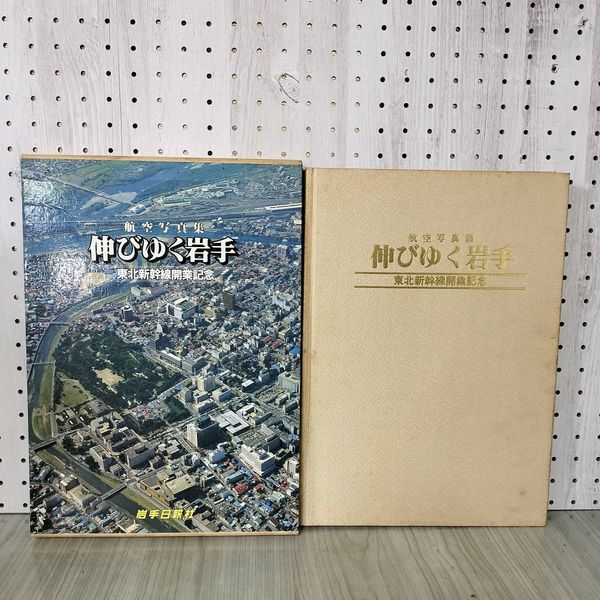 航空写真集
伸びゆく岩手
東北新幹線開業記念
岩手日報社
航空写真集
伸びゆく岩手
東北新幹線開業記念